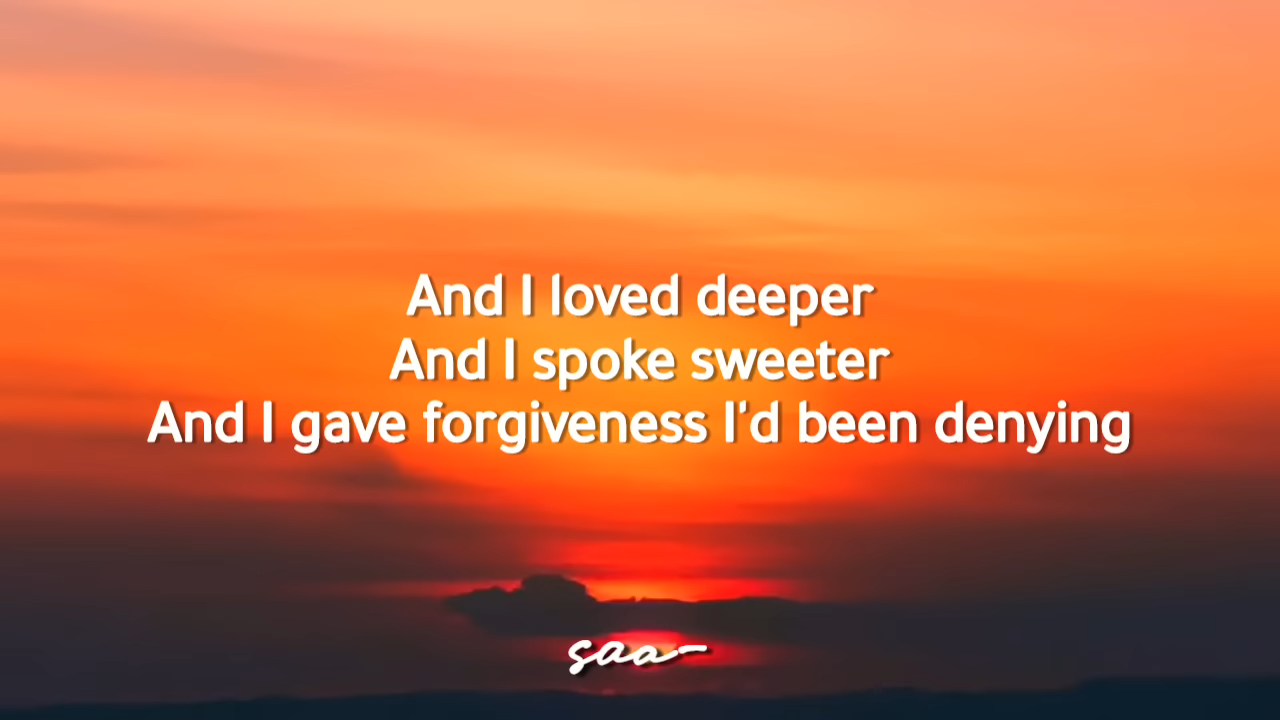 And I loved deeper
And I spoke sweeter
And I gave forgiveness I'd been denying
saa-